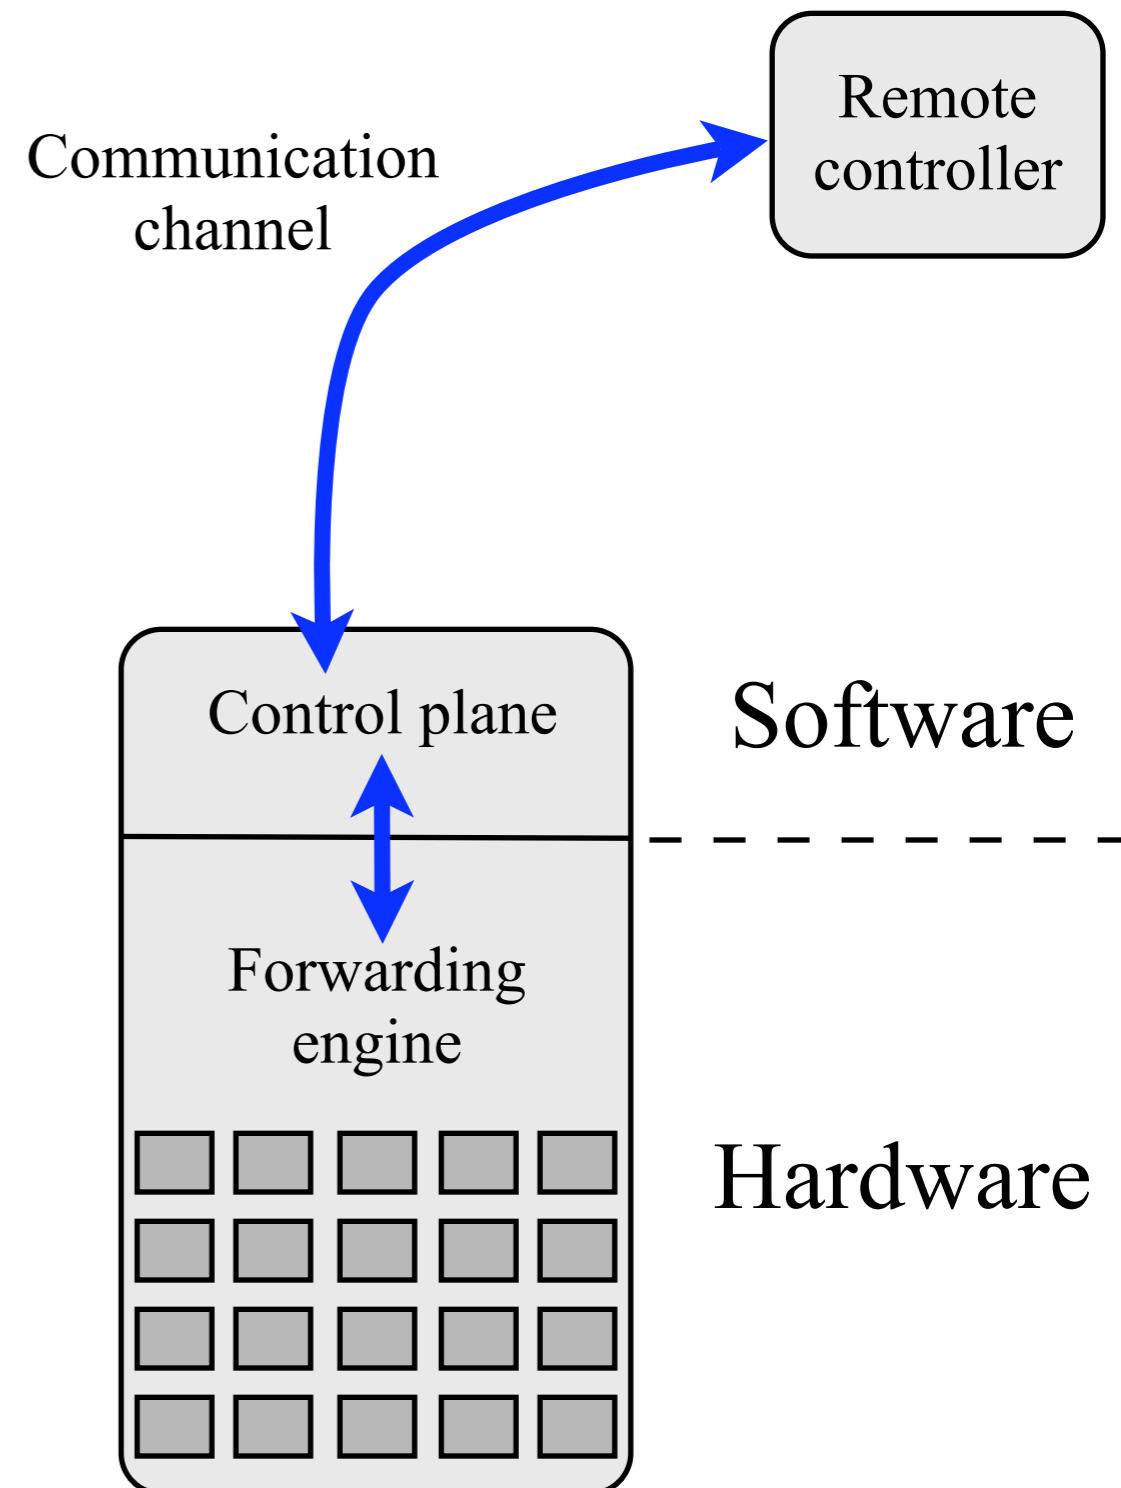 Remote
controller
Communication
channel
Control plane
Software
Forwarding
engine
Hardware